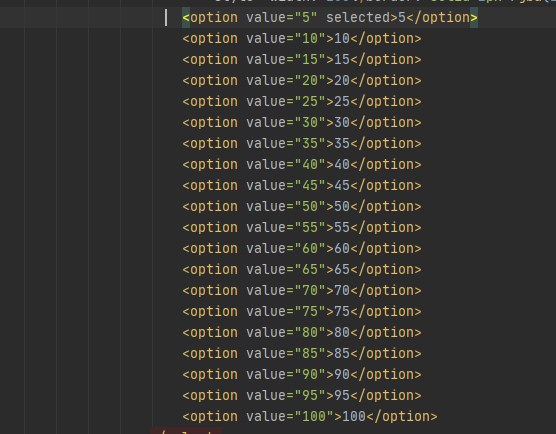 <option value="5" selected>5</option>
<option value="10">10</option>
<option value="15">15</option>
<option value="20">20</option>
<option value="25">25</option>
<option value="30">30</option>
<option value="35">35</option>
<option value="40">40</option>
<option value="45">45</option>
<option value="50">50</option>
<option value="55">55</option>
<option value="60">60</option>
<option value="65">65</option>
<option value="70">70</option>
<option value="75">75</option>
<option value="80">80</option>
<option value="85">85</option>
<option value="90">90</option>
<option value="95">95</option>
<option value="100">100</option>